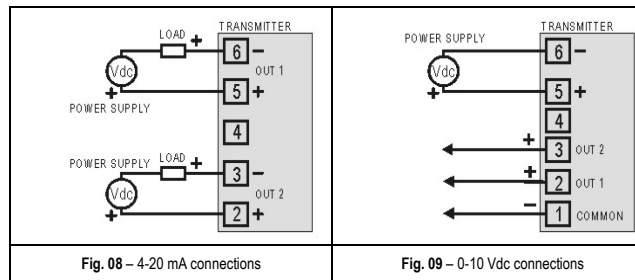 TRANSMITTER
LOAD + 6 –
Vdc OUT 1
+ 5 +
POWER SUPPLY
4
POWER SUPPLY LOAD + 3 –
Vdc OUT 2
+ 2 +
Fig. 08 – 4-20 mA connections
TRANSMITTER
POWER SUPPLY 6 –
Vdc
+ 5 +
4
+ 3 OUT 2
+ 2 OUT 1
– 1 COMMON
Fig. 09 – 0-10 Vdc connections